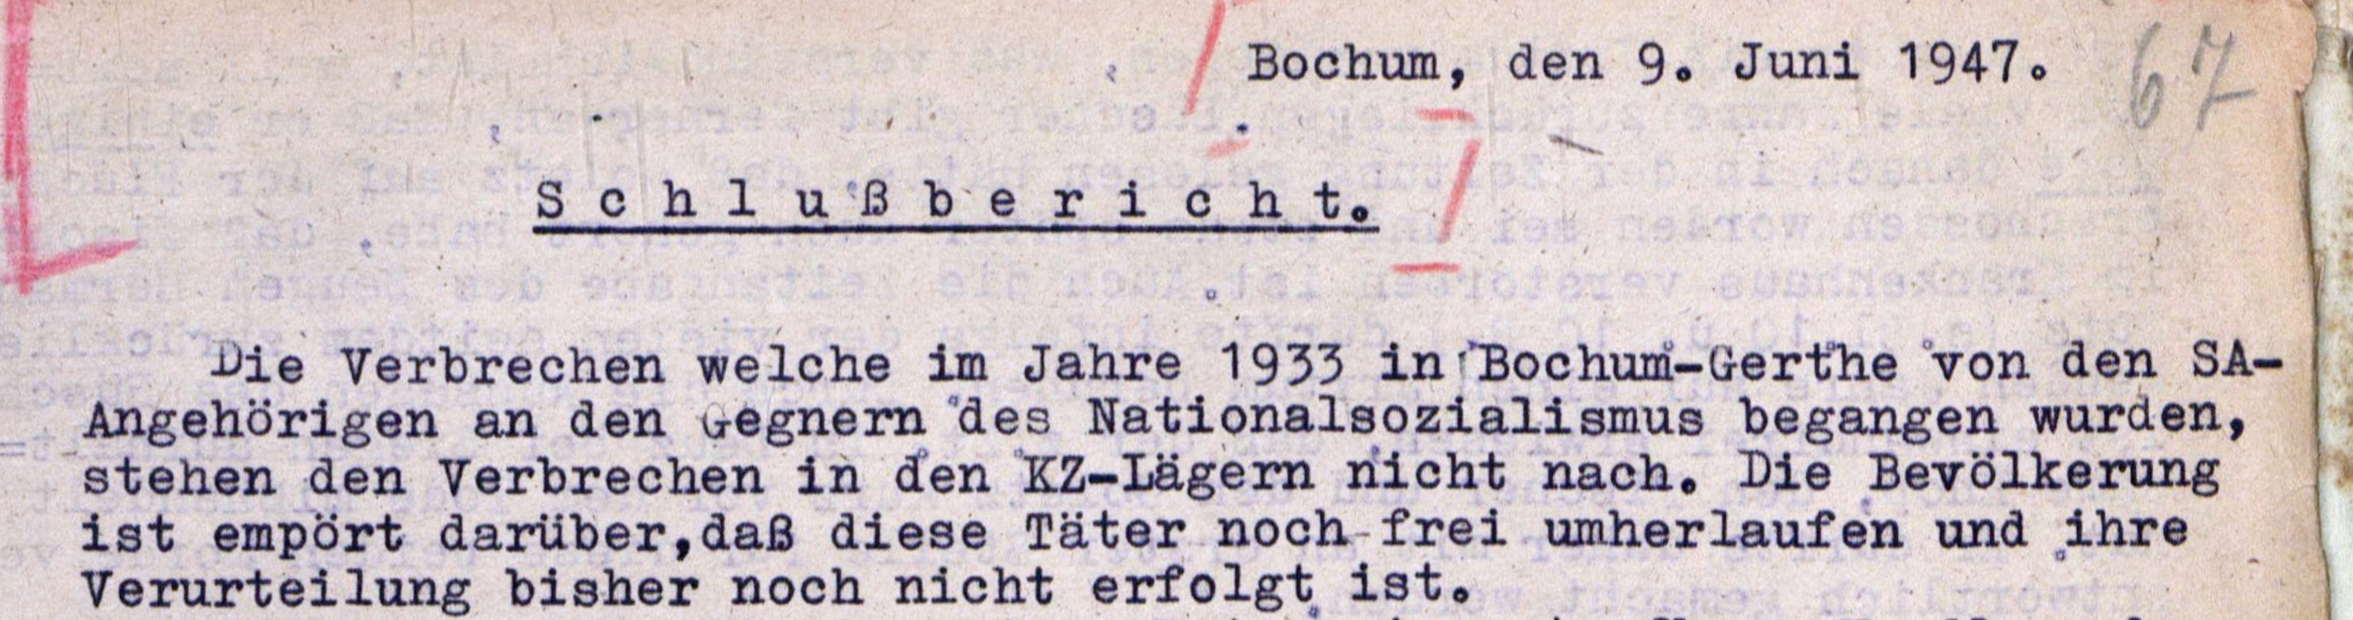 Bochum, den 9. Juni 1947.
67
Schlußbericht.
Die Verbrechen welche im Jahre 1933 in Bochum-Gerthe von den SA-
Angehörigen an den Gegnern des Nationalsozialismus begangen wurden,
stehen den Verbrechen in den KZ-Lägern nicht nach. Die Bevölkerung
ist empört darüber,daß diese Täter noch frei umherlaufen und ihre
Verurteilung bisher noch nicht erfolgt ist.